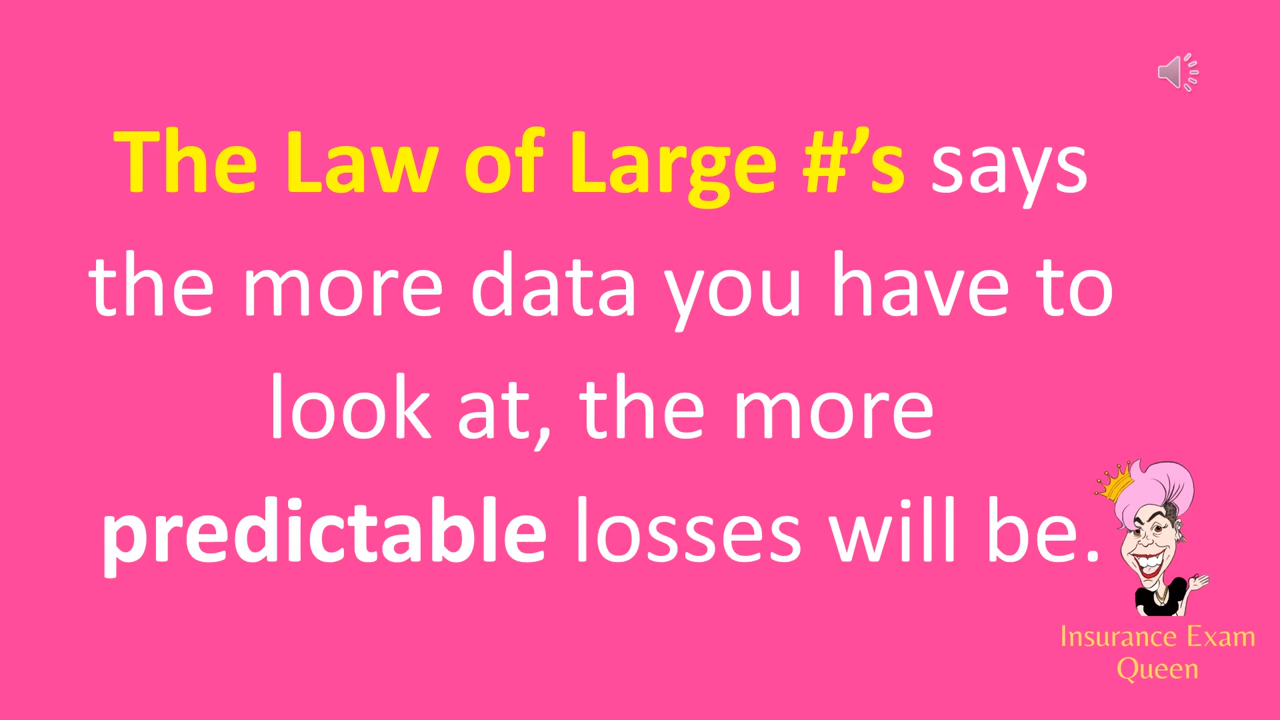 The Law of Large #’s says
the more data you have to
look at, the more
predictable losses will be.
Insurance Exam
Queen